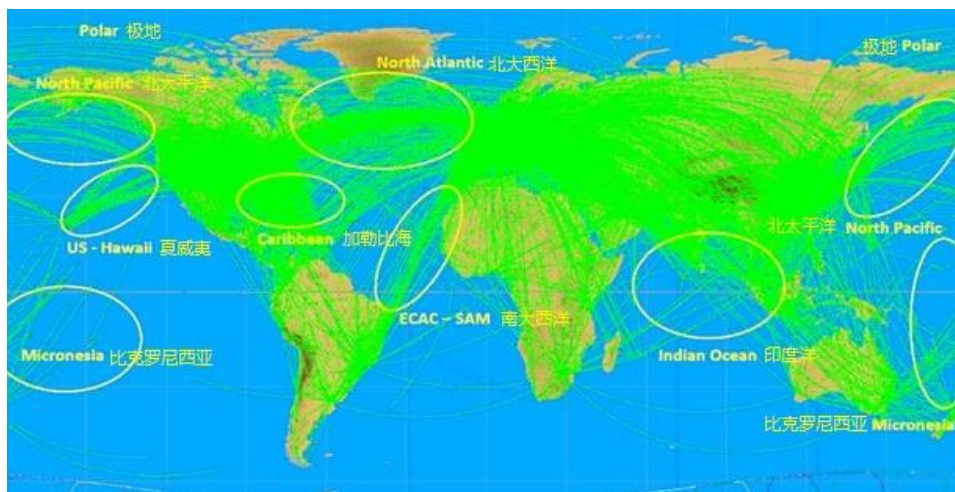 Polar 极地
极地 Polar
North Atlantic 北大西洋
North Pacific 北太平洋
北太平洋 North Pacific
Caribbean 加勒比海
US - Hawaii 夏威夷
ECAC – SAM 南大西洋
Micronesia 比克罗尼西亚
Indian Ocean 印度洋
比克罗尼西亚 Micronesia